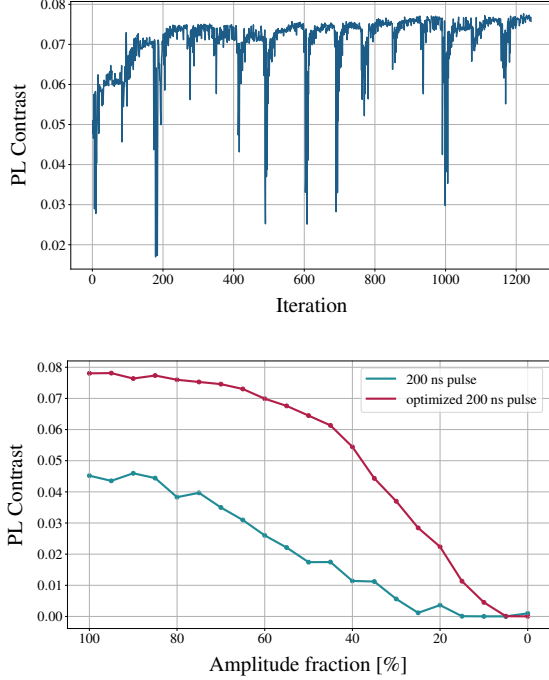 0.08
0.07
0.06
0.05
0.04
0.03
0.02
PL Contrast
0 200 400 600 800 1000 1200
Iteration
0.08
0.07
0.06
0.05
0.04
0.03
0.02
0.01
0.00
PL Contrast
200 ns pulse
optimized 200 ns pulse
100 80 60 40 20 0
Amplitude fraction [%]